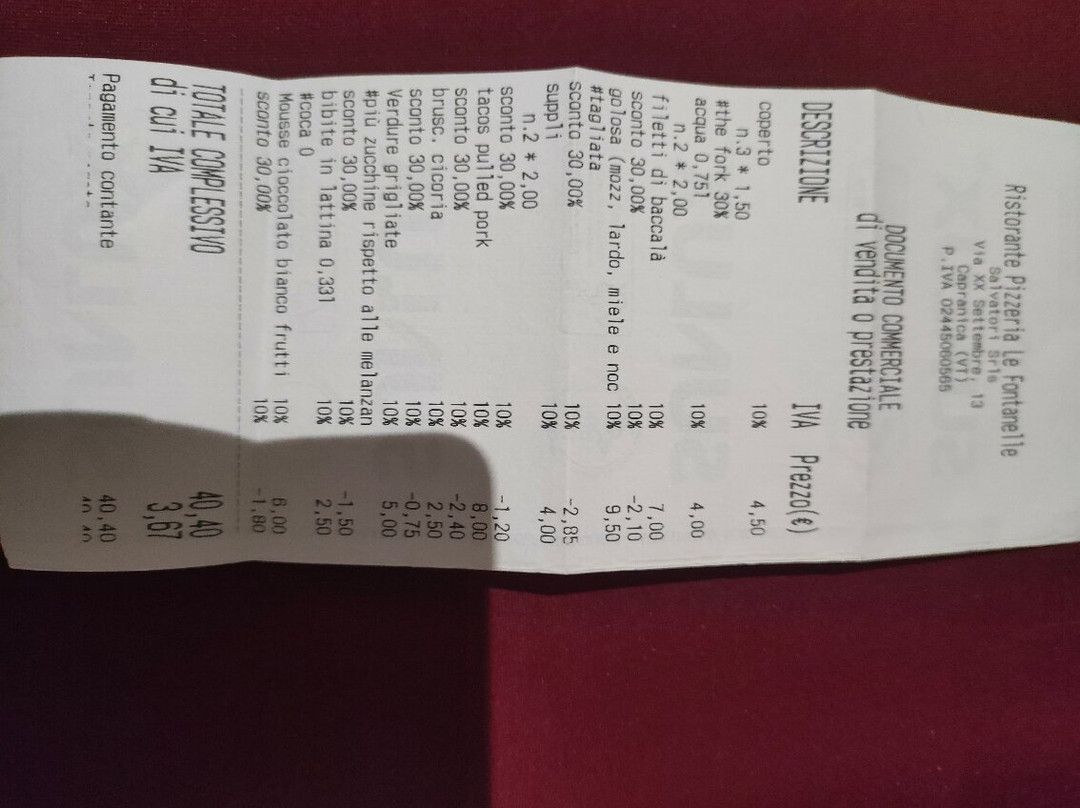 Ristorante Pizzeria Le Fontanelle
Salvatori Srls
Via XX Settembre, 13
Capranica (VT)
P.IVA 02445060565
DOCUMENTO COMMERCIALE
di vendita o prestazione
DESCRIZIONE IVA Prezzo(€)
coperto 10% 4,50
n.3 * 1,50
#the fork 30%
acqua 0,75l 10% 4,00
n.2 * 2,00
filetti di baccalà 10% 7,00
sconto 30,00% 10% -2,10
golosa (mozz, lardo, miele e noc 10% 9,50
#tagliata
sconto 30,00% 10% -2,85
supplì 10% 4,00
n.2 * 2,00
sconto 30,00% 10% -1,20
tacos pulled pork 10% 8,00
sconto 30,00% 10% -2,40
brusc. cicoria 10% 2,50
sconto 30,00% 10% -0,75
Verdure grigliate 10% 5,00
#più zucchine rispetto alle melanzan
sconto 30,00% 10% -1,50
bibite in lattina 0,33l 10% 2,50
#coca 0
Mousse cioccolato bianco frutti 10% 6,00
sconto 30,00% 10% -1,80
TOTALE COMPLESSIVO 40,40
di cui IVA 3,67
Pagamento contante 40,40